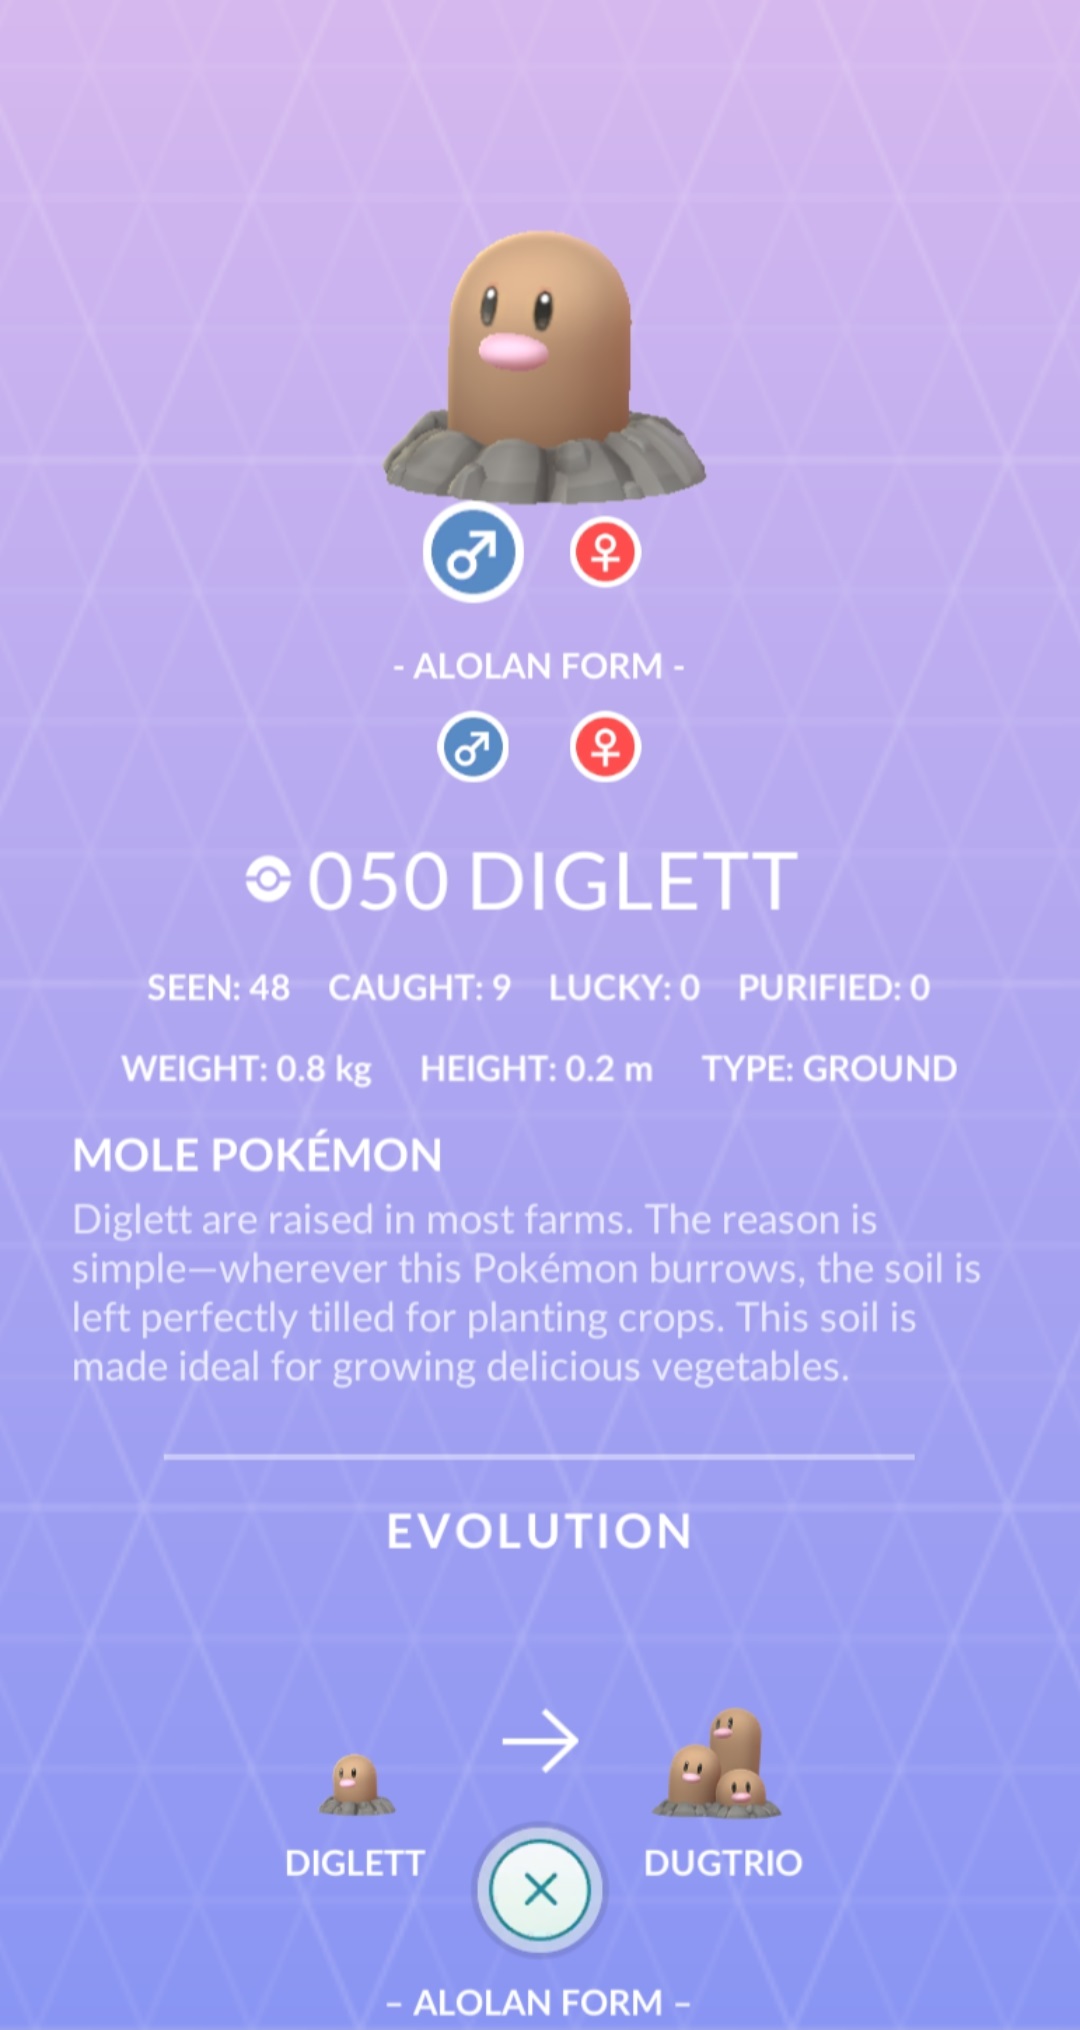 - ALOLAN FORM -
050 DIGLETT
SEEN: 48 CAUGHT: 9 LUCKY: 0 PURIFIED: 0
WEIGHT: 0.8 kg HEIGHT: 0.2 m TYPE: GROUND
MOLE POKÉMON
Diglett are raised in most farms. The reason is
simple—wherever this Pokémon burrows, the soil is
left perfectly tilled for planting crops. This soil is
made ideal for growing delicious vegetables.
EVOLUTION
DIGLETT DUGTRIO
– ALOLAN FORM –